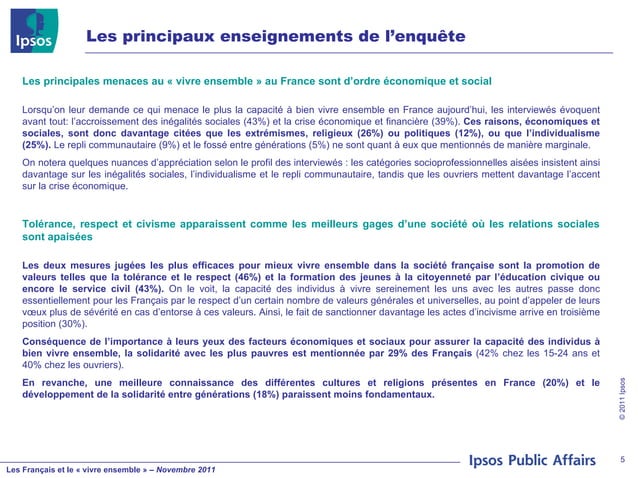 Ipsos
Les principaux enseignements de l’enquête
Les principales menaces au « vivre ensemble » au France sont d’ordre économique et social
Lorsqu’on leur demande ce qui menace le plus la capacité à bien vivre ensemble en France aujourd’hui, les interviewés évoquent
avant tout: l’accroissement des inégalités sociales (43%) et la crise économique et financière (39%). Ces raisons, économiques et
sociales, sont donc davantage citées que les extrémismes, religieux (26%) ou politiques (12%), ou que l’individualisme
(25%). Le repli communautaire (9%) et le fossé entre générations (5%) ne sont quant à eux que mentionnés de manière marginale.
On notera quelques nuances d’appréciation selon le profil des interviewés : les catégories socioprofessionnelles aisées insistent ainsi
davantage sur les inégalités sociales, l’individualisme et le repli communautaire, tandis que les ouvriers mettent davantage l’accent
sur la crise économique.
Tolérance, respect et civisme apparaissent comme les meilleurs gages d’une société où les relations sociales
sont apaisées
Les deux mesures jugées les plus efficaces pour mieux vivre ensemble dans la société française sont la promotion de
valeurs telles que la tolérance et le respect (46%) et la formation des jeunes à la citoyenneté par l’éducation civique ou
encore le service civil (43%). On le voit, la capacité des individus à vivre sereinement les uns avec les autres passe donc
essentiellement pour les Français par le respect d’un certain nombre de valeurs générales et universelles, au point d’appeler de leurs
vœux plus de sévérité en cas d’entorse à ces valeurs. Ainsi, le fait de sanctionner davantage les actes d’incivisme arrive en troisième
position (30%).
Conséquence de l’importance à leurs yeux des facteurs économiques et sociaux pour assurer la capacité des individus à
bien vivre ensemble, la solidarité avec les plus pauvres est mentionnée par 29% des Français (42% chez les 15-24 ans et
40% chez les ouvriers).
En revanche, une meilleure connaissance des différentes cultures et religions présentes en France (20%) et le
développement de la solidarité entre générations (18%) paraissent moins fondamentaux.
© 2011 Ipsos
Ipsos Public Affairs
5
Les Français et le « vivre ensemble » – Novembre 2011